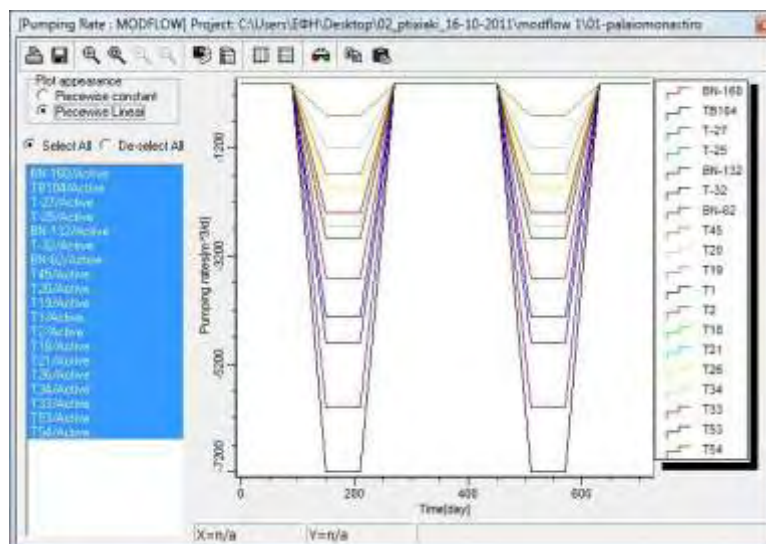 [Pumping Rate : MODFLOW] Project: C:\Users\ΕΦΗ\Desktop\02_ptixiaki_16-10-2011\modflow 1\01-palaiomonastiro
Plot appearance
Piecewise constant
Piecewise Linear
Select All
De-select All
BN-160/Active
TB104/Active
T-27/Active
T-25/Active
BN-132/Active
T-32/Active
BN-62/Active
T45/Active
T20/Active
T19/Active
T1/Active
T2/Active
T18/Active
T21/Active
T26/Active
T34/Active
T33/Active
T53/Active
T54/Active
Pumping rates[m^3/d]
-1200
-3200
-5200
-7200
0
200
400
600
Time[day]
BN-160
TB104
T-27
T-25
BN-132
T-32
BN-62
T45
T20
T19
T1
T2
T18
T21
T26
T34
T33
T53
T54
X=n/a
Y=n/a